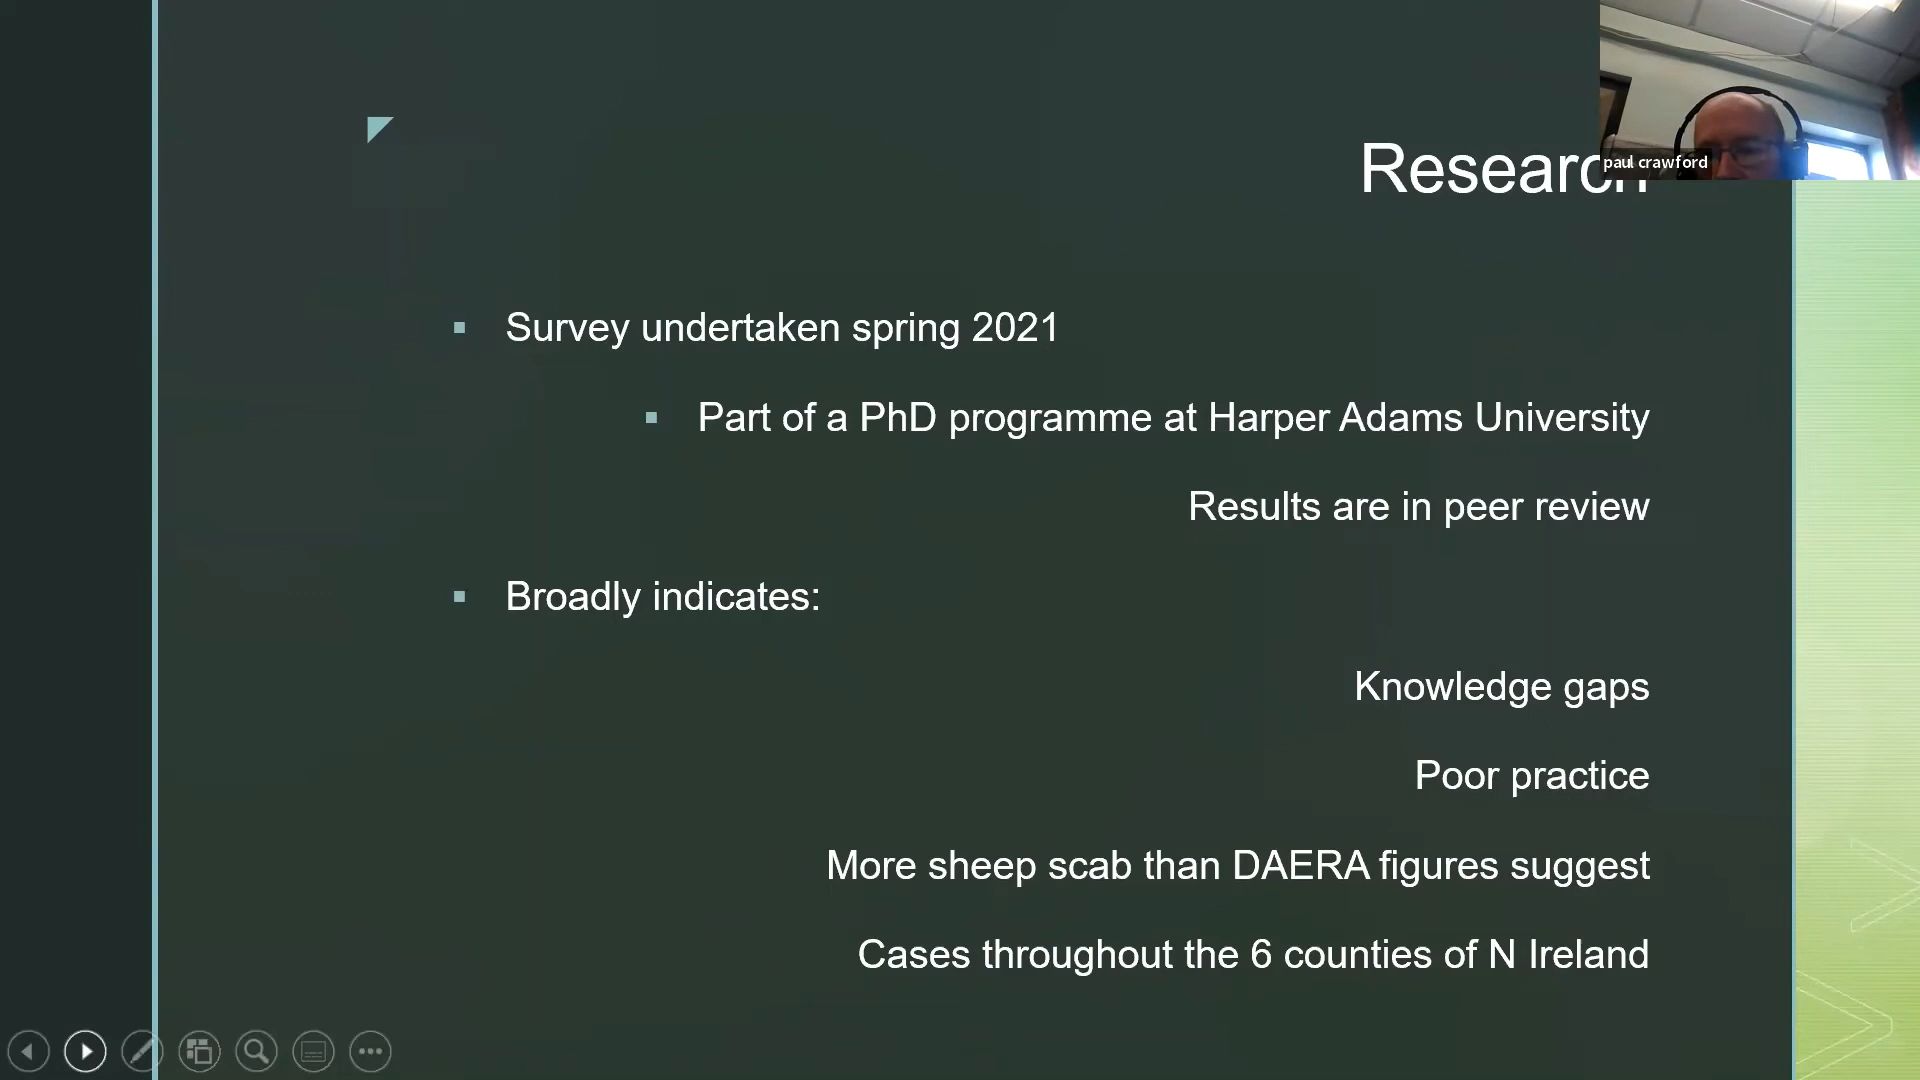 Research
paul crawford
Survey undertaken spring 2021
Part of a PhD programme at Harper Adams University
Results are in peer review
Broadly indicates:
Knowledge gaps
Poor practice
More sheep scab than DAERA figures suggest
Cases throughout the 6 counties of N Ireland